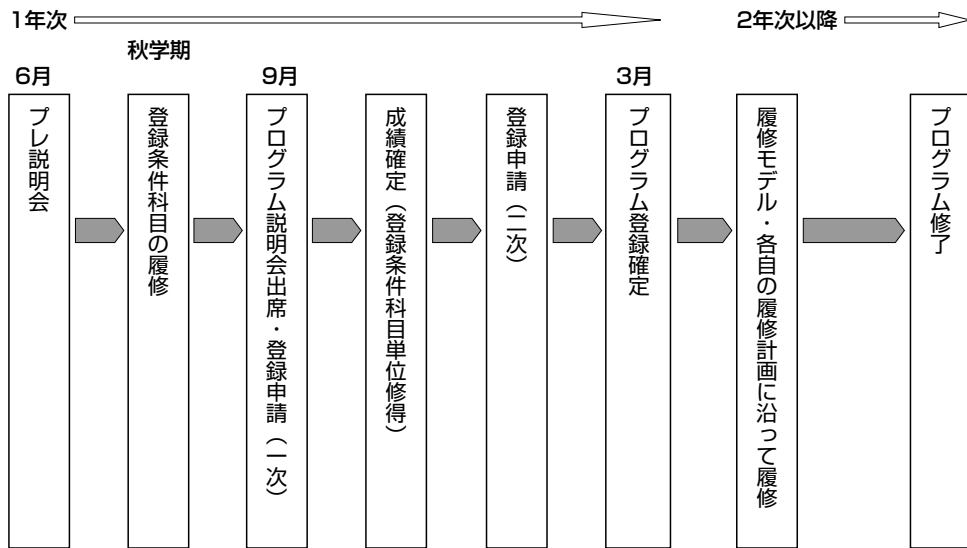 1年次
2年次以降
秋学期
6月
9月
3月
プレ説明会
登録条件科目の履修
プログラム説明会出席・登録申請（一次）
成績確定（登録条件科目単位修得）
登録申請（二次）
プログラム登録確定
履修モデル・各自の履修計画に沿って履修
プログラム修了